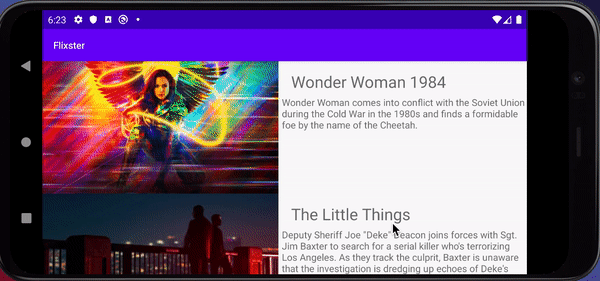 6:23
Flixster
Wonder Woman 1984
Wonder Woman comes into conflict with the Soviet Union
during the Cold War in the 1980s and finds a formidable
foe by the name of the Cheetah.
The Little Things
Deputy Sheriff Joe "Deke" Deacon joins forces with Sgt.
Jim Baxter to search for a serial killer who's terrorizing
Los Angeles. As they track the culprit, Baxter is unaware
that the investigation is dredging up echoes of Deke's